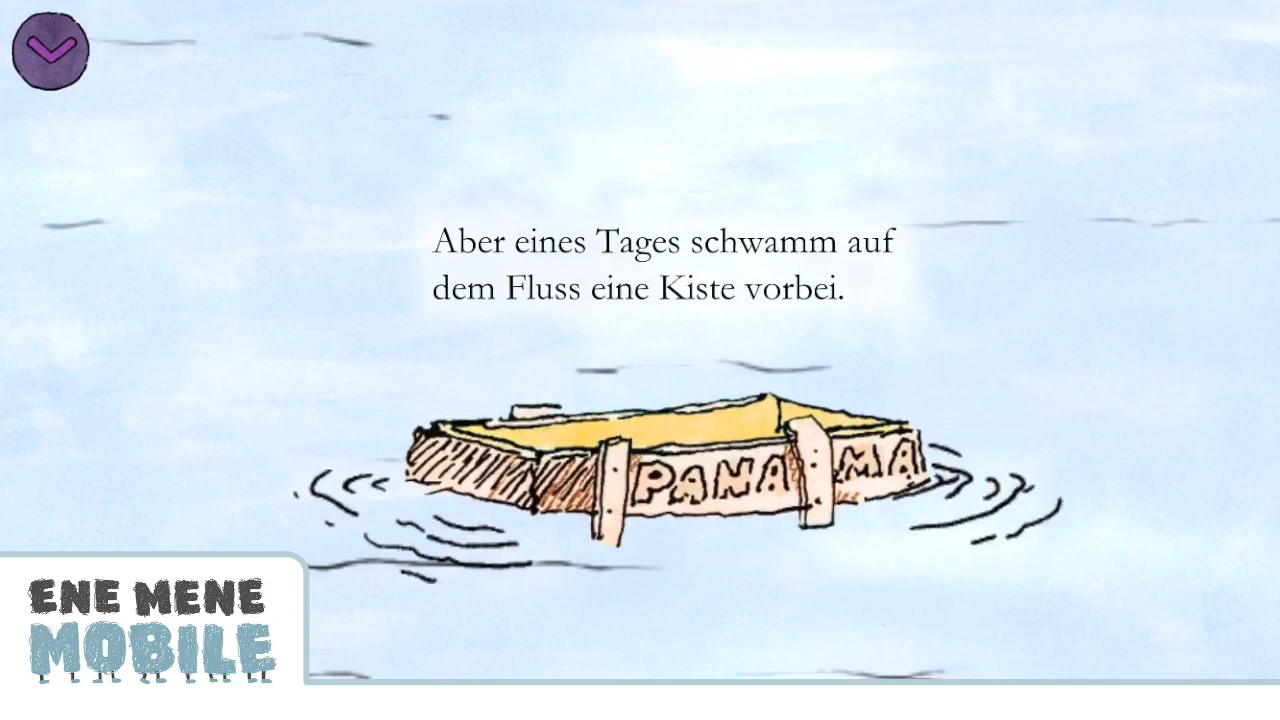 Aber eines Tages schwamm auf
dem Fluss eine Kiste vorbei.
PANAMA
ENE MENE
MOBILE